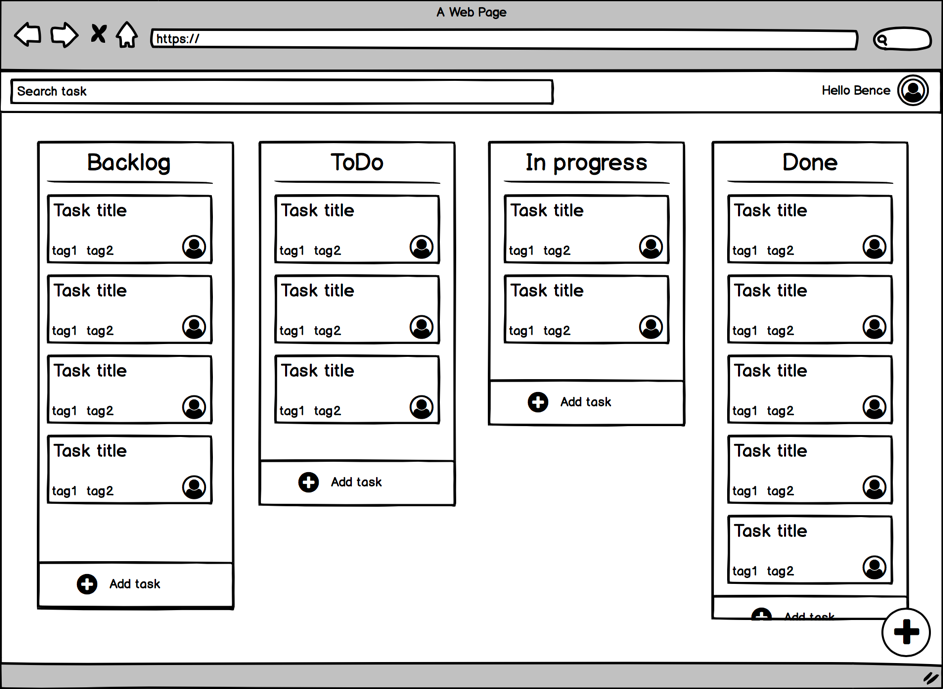 A Web Page
https://
Search task
Hello Bence
Backlog
Task title
tag1 tag2
Task title
tag1 tag2
Task title
tag1 tag2
Task title
tag1 tag2
Add task
ToDo
Task title
tag1 tag2
Task title
tag1 tag2
Task title
tag1 tag2
Add task
In progress
Task title
tag1 tag2
Task title
tag1 tag2
Add task
Done
Task title
tag1 tag2
Task title
tag1 tag2
Task title
tag1 tag2
Task title
tag1 tag2
Task title
tag1 tag2
Add task